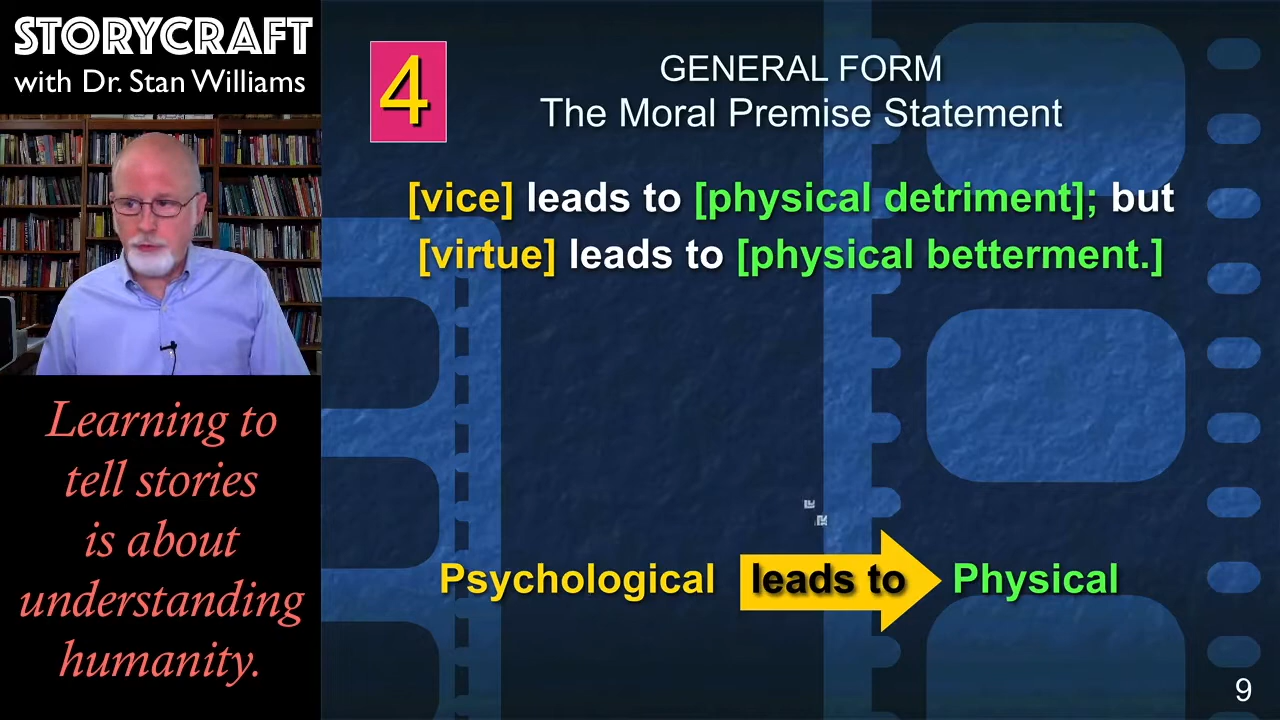 STORYCRAFT
with Dr. Stan Williams
Learning to
tell stories
is about
understanding
humanity.
4
GENERAL FORM
The Moral Premise Statement
[vice] leads to [physical detriment]; but
[virtue] leads to [physical betterment.]
Psychological leads to Physical
9